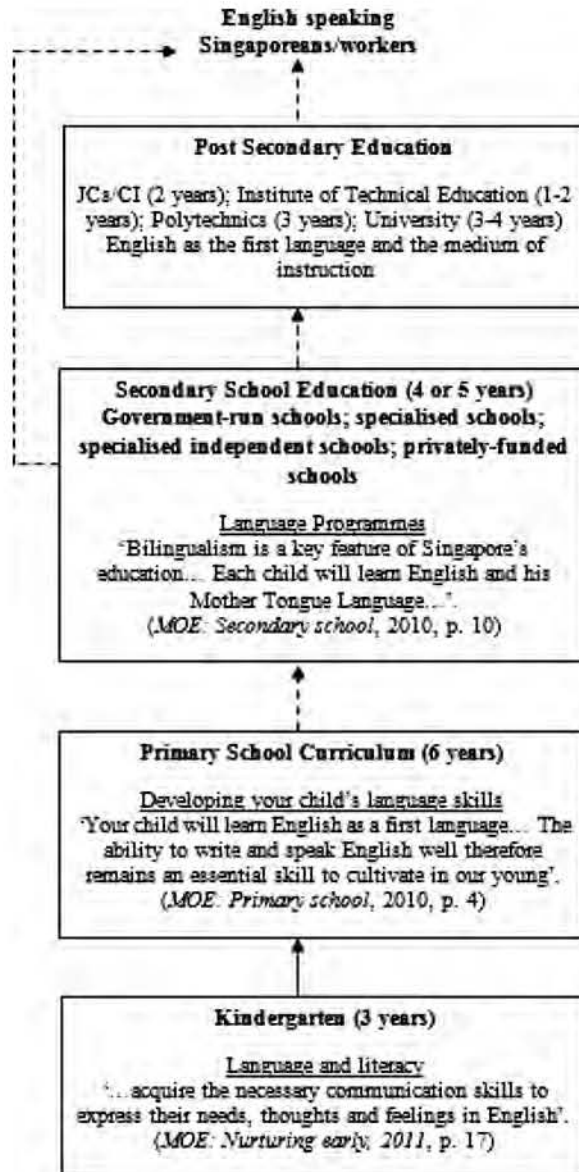 English speaking
Singaporeans/workers
Post Secondary Education
JCs/CI (2 years); Institute of Technical Education (1-2
years); Polytechnics (3 years); University (3-4 years)
English as the first language and the medium of
instruction
Secondary School Education (4 or 5 years)
Government-run schools; specialised schools;
specialised independent schools; privately-funded
schools
Language Programmes
'Bilingualism is a key feature of Singapore's
education... Each child will learn English and his
Mother Tongue Language...'.
(MOE: Secondary school, 2010, p. 10)
Primary School Curriculum (6 years)
Developing your child's language skills
'Your child will learn English as a first language... The
ability to write and speak English well therefore
remains an essential skill to cultivate in our young'.
(MOE: Primary school, 2010, p. 4)
Kindergarten (3 years)
Language and literacy
'...acquire the necessary communication skills to
express their needs, thoughts and feelings in English'.
(MOE: Nurturing early, 2011, p. 17)